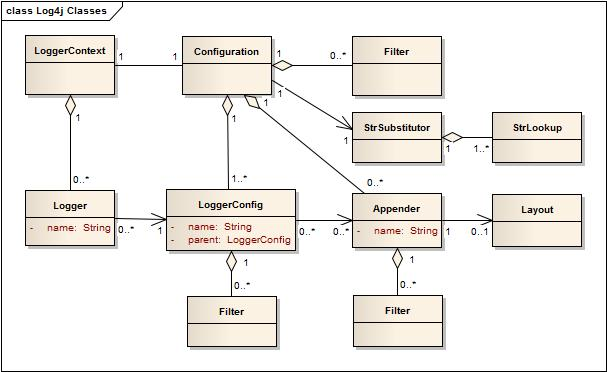 class Log4j Classes
LoggerContext
1
1
Configuration
1
0..*
Filter
1
1
1
1
1
StrSubstitutor
1
1..*
StrLookup
0..*
1..*
0..*
Logger
- name: String
0..*
1
LoggerConfig
- name: String
- parent: LoggerConfig
0..*
0..*
Appender
- name: String
1
0..1
Layout
1
0..*
Filter
1
0..*
Filter